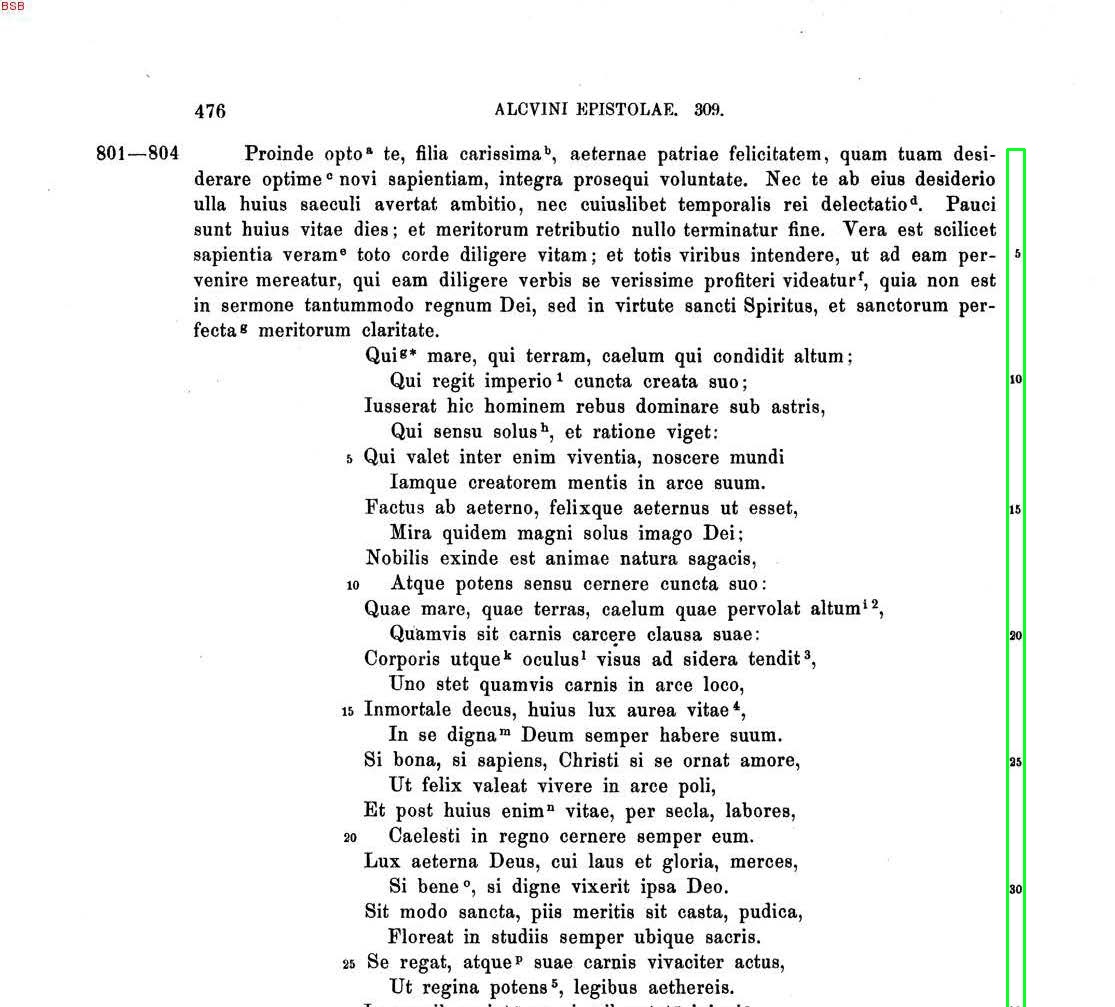 BSB
476 ALCVINI EPISTOLAE. 309.
801—804 Proinde opto ᵃ te, filia carissima ᵇ, aeternae patriae felicitatem, quam tuam desi-
derare optime ᶜ novi sapientiam, integra prosequi voluntate. Nec te ab eius desiderio
ulla huius saeculi avertat ambitio, nec cuiuslibet temporalis rei delectatio ᵈ. Pauci
sunt huius vitae dies; et meritorum retributio nullo terminatur fine. Vera est scilicet
sapientia veram ᵉ toto corde diligere vitam; et totis viribus intendere, ut ad eam per- 5
venire mereatur, qui eam diligere verbis se verissime profiteri videatur ᶠ, quia non est
in sermone tantummodo regnum Dei, sed in virtute sancti Spiritus, et sanctorum per-
fecta ᵍ meritorum claritate.
Qui ᵍ* mare, qui terram, caelum qui condidit altum;
Qui regit imperio ¹ cuncta creata suo; 10
Iusserat hic hominem rebus dominare sub astris,
Qui sensu solus ʰ, et ratione viget:
5 Qui valet inter enim viventia, noscere mundi
Iamque creatorem mentis in arce suum.
Factus ab aeterno, felixque aeternus ut esset, 15
Mira quidem magni solus imago Dei;
Nobilis exinde est animae natura sagacis,
10 Atque potens sensu cernere cuncta suo:
Quae mare, quae terras, caelum quae pervolat altum ⁱ ²,
Quamvis sit carnis carcere clausa suae: 20
Corporis utque ᵏ oculus ˡ visus ad sidera tendit ³,
Uno stet quamvis carnis in arce loco,
15 Inmortale decus, huius lux aurea vitae ⁴,
In se digna ᵐ Deum semper habere suum.
Si bona, si sapiens, Christi si se ornat amore, 25
Ut felix valeat vivere in arce poli,
Et post huius enim ⁿ vitae, per secla, labores,
20 Caelesti in regno cernere semper eum.
Lux aeterna Deus, cui laus et gloria, merces,
Si bene ᵒ, si digne vixerit ipsa Deo. 30
Sit modo sancta, piis meritis sit casta, pudica,
Floreat in studiis semper ubique sacris.
25 Se regat, atque ᵖ suae carnis vivaciter actus,
Ut regina potens ⁵, legibus aethereis.